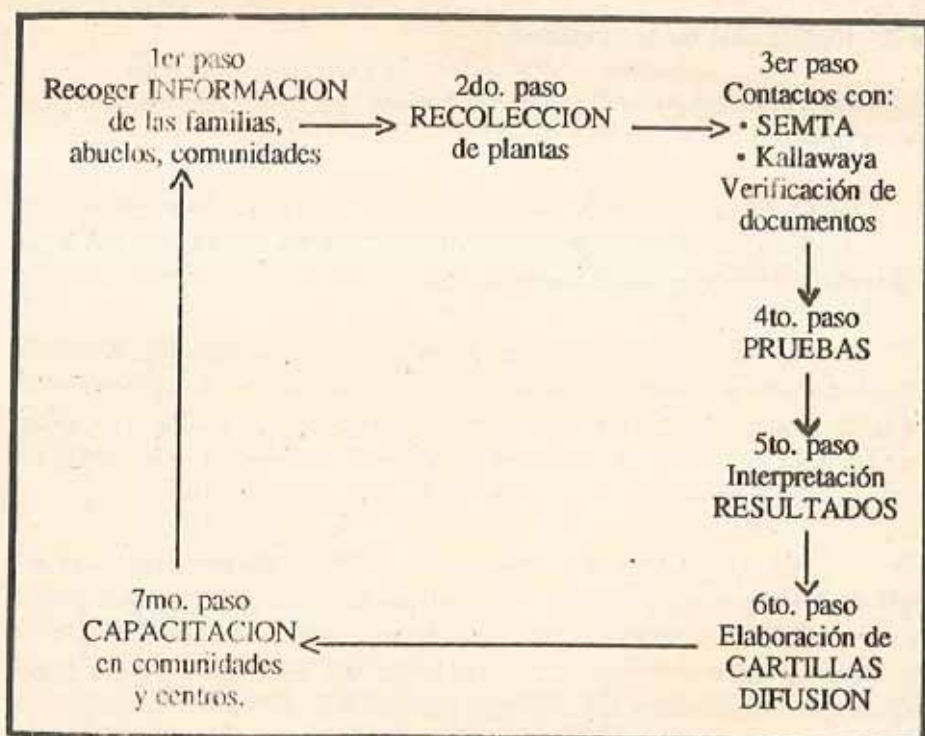 1er paso
Recoger INFORMACION
de las familias,
abuelos, comunidades
2do. paso
RECOLECCION
de plantas
3er paso
Contactos con:
• SEMTA
• Kallawaya
Verificación de
documentos
4to. paso
PRUEBAS
5to. paso
Interpretación
RESULTADOS
6to. paso
Elaboración de
CARTILLAS
DIFUSION
7mo. paso
CAPACITACION
en comunidades
y centros.